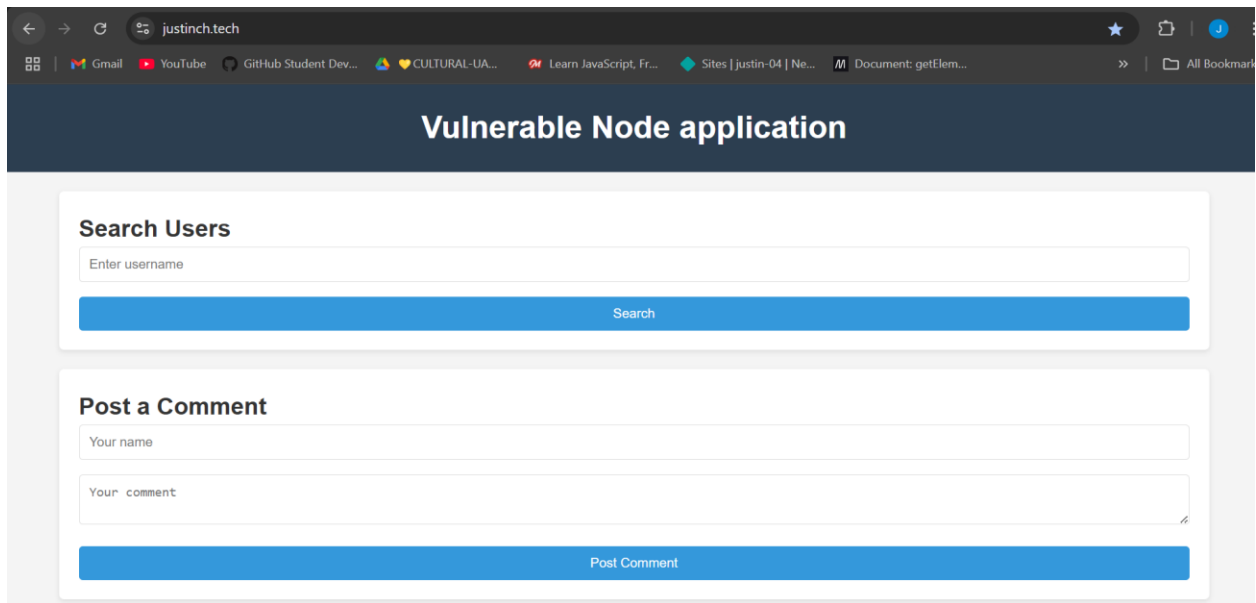 justinch.tech J
Gmail YouTube GitHub Student Dev... CULTURAL-UA... Learn JavaScript, Fr... Sites | justin-04 | Ne... M Document: getElem... » All Bookmark
Vulnerable Node application
Search Users
Enter username
Search
Post a Comment
Your name
Your comment
Post Comment